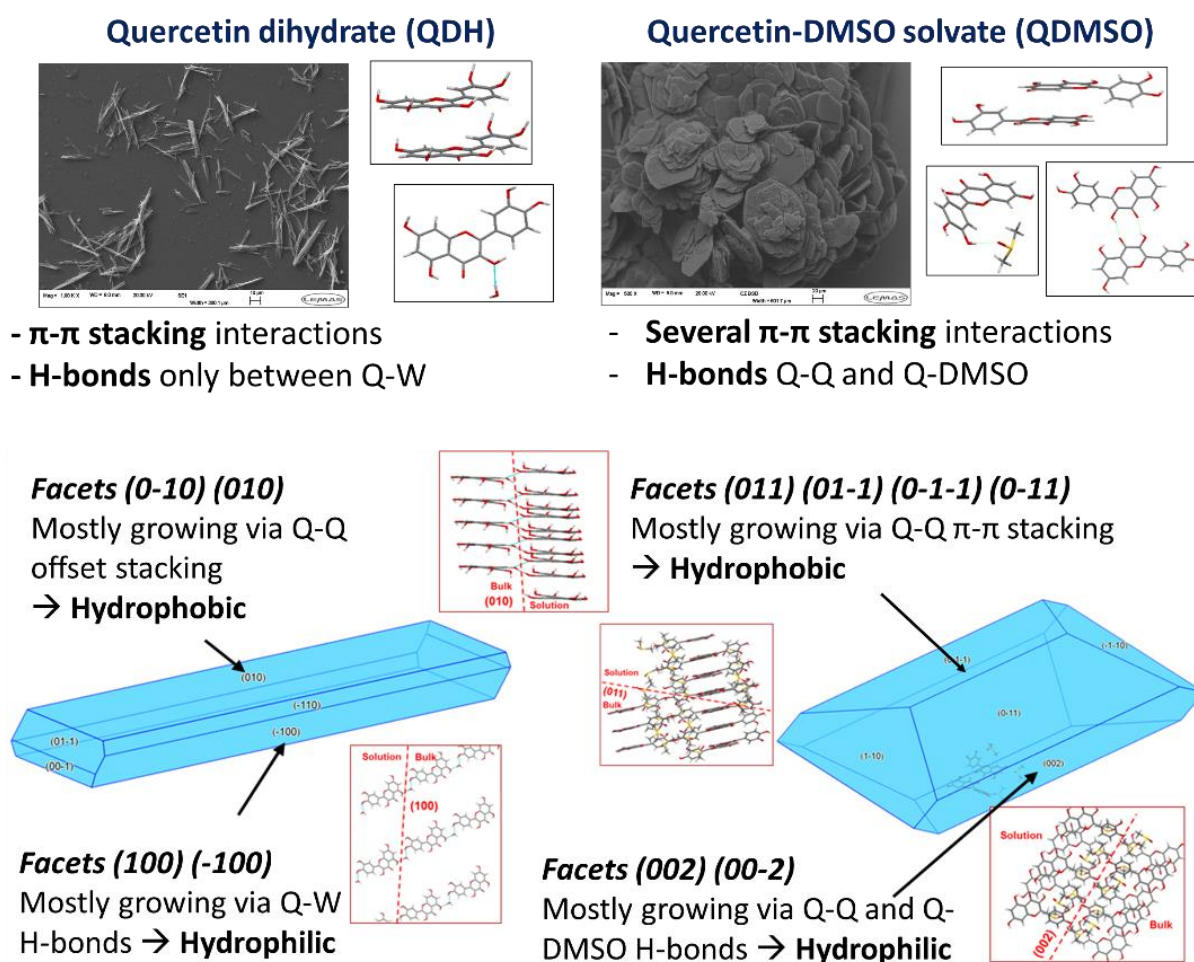 Quercetin dihydrate (QDH)
Quercetin-DMSO solvate (QDMSO)
LEMAS
LEMAS
- π-π stacking interactions
- H-bonds only between Q-W
- Several π-π stacking interactions
- H-bonds Q-Q and Q-DMSO
Facets (0-10) (010)
Mostly growing via Q-Q
offset stacking
→ Hydrophobic
Bulk
(010)
Solution
Facets (011) (01-1) (0-1-1) (0-11)
Mostly growing via Q-Q π-π stacking
→ Hydrophobic
(010)
(-110)
(-100)
(01-1)
(00-1)
Solution
(011)
Bulk
(-1-10)
(0-11)
(1-10)
(002)
Solution
Bulk
(100)
Facets (100) (-100)
Mostly growing via Q-W
H-bonds → Hydrophilic
Facets (002) (00-2)
Mostly growing via Q-Q and Q-
DMSO H-bonds → Hydrophilic
Solution
(002)
Bulk